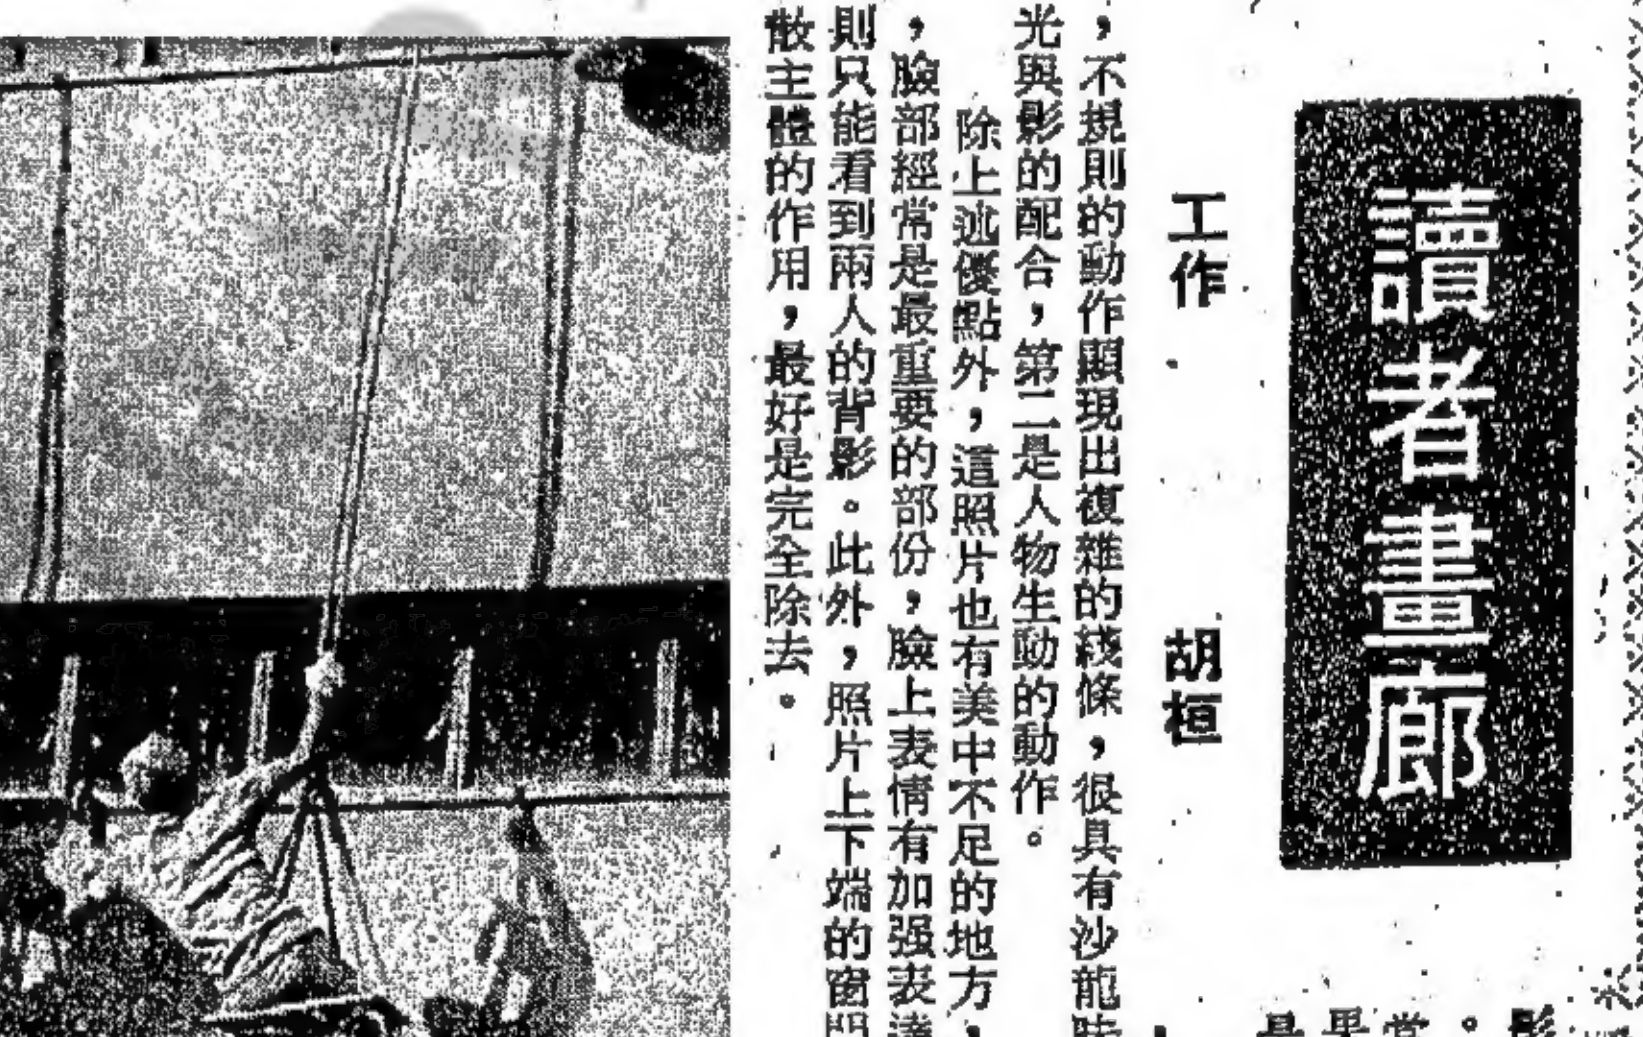 讀者畫廊
工作 胡桓
，不規則的動作顯現出復雜的綫條，很具有沙龍味
光與影的配合，第二是人物生動的動作。
除上述優點外，這照片也有美中不足的地方，
，臉部經常是最重要的部份，臉上表情有加强表達
則只能看到兩人的背影。此外，照片上下端的窗門
散主體的作用，最好是完全除去。